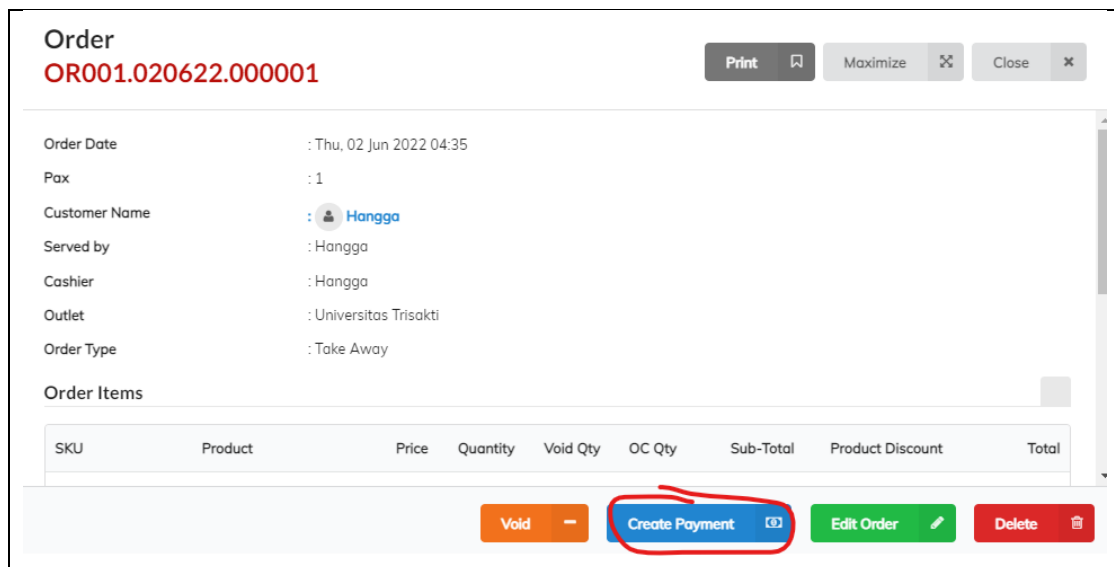 Order
OR001.020622.000001
Print
Maximize
Close
Order Date : Thu, 02 Jun 2022 04:35
Pax : 1
Customer Name : Hangga
Served by : Hangga
Cashier : Hangga
Outlet : Universitas Trisakti
Order Type : Take Away
Order Items
SKU Product Price Quantity Void Qty OC Qty Sub-Total Product Discount Total
Void Create Payment Edit Order Delete